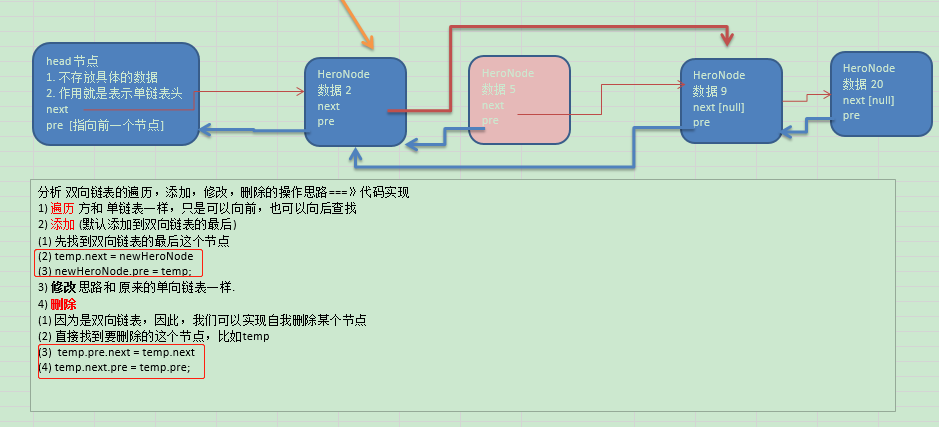 head 节点
1. 不存放具体的数据
2. 作用就是表示单链表头
next
pre [指向前一个节点]
HeroNode
数据 2
next
pre
HeroNode
数据 5
next
pre
HeroNode
数据 9
next [null]
pre
HeroNode
数据 20
next [null]
pre
分析 双向链表的遍历，添加，修改，删除的操作思路===》代码实现
1) 遍历 方和 单链表一样，只是可以向前，也可以向后查找
2) 添加 (默认添加到双向链表的最后)
(1) 先找到双向链表的最后这个节点
(2) temp.next = newHeroNode
(3) newHeroNode.pre = temp;
3) 修改 思路和 原来的单向链表一样.
4) 删除
(1) 因为是双向链表，因此，我们可以实现自我删除某个节点
(2) 直接找到要删除的这个节点，比如temp
(3) temp.pre.next = temp.next
(4) temp.next.pre = temp.pre;